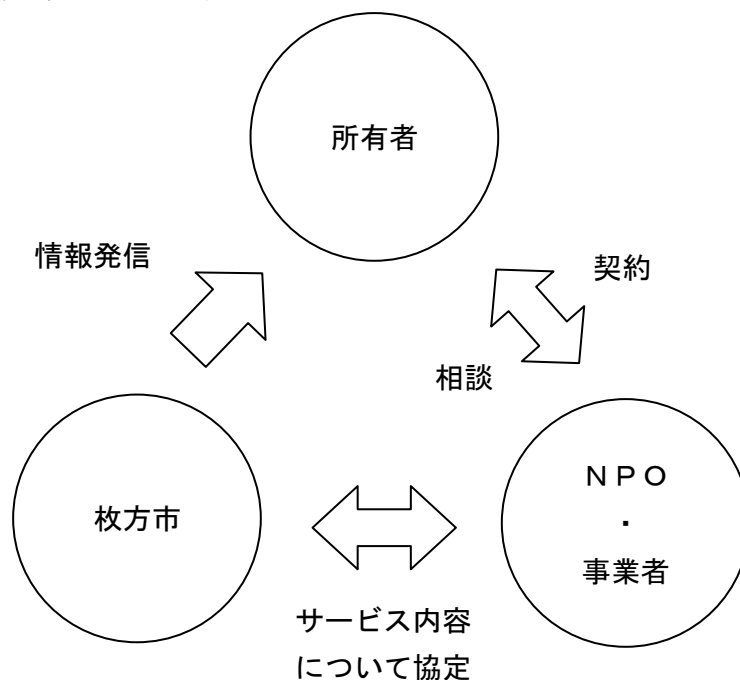 所有者
情報発信
契約
相談
枚方市
ＮＰＯ
・
事業者
サービス内容
について協定